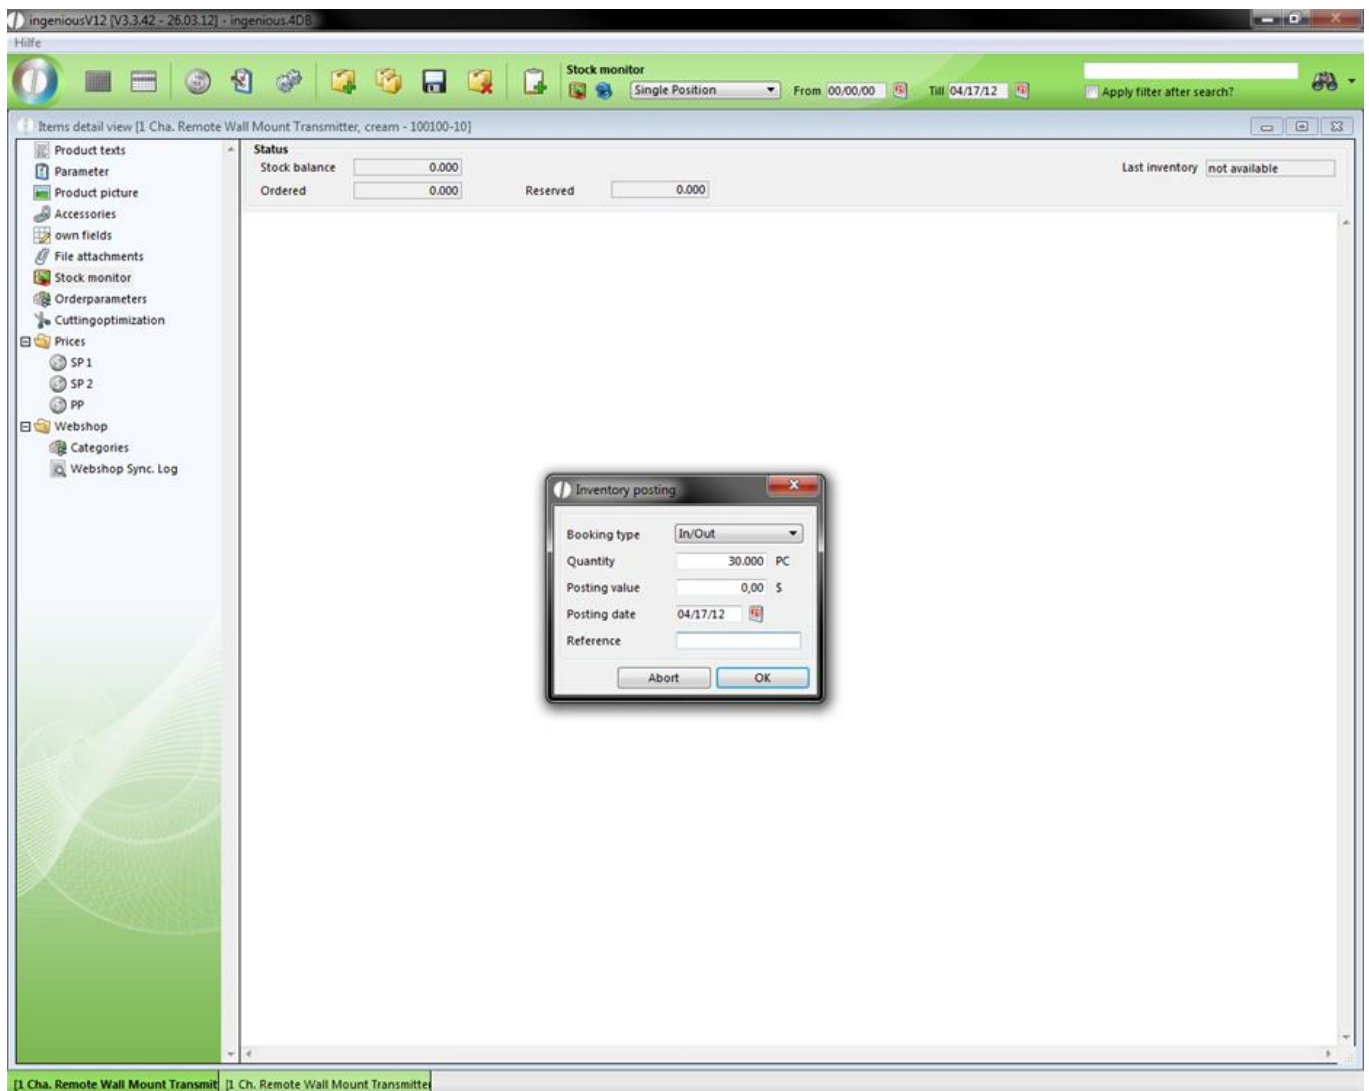 ingeniousV12 [V3.3.42 - 26.03.12] - ingenious.4DB
Hilfe
Stock monitor
Single Position From 00/00/00 Till 04/17/12 Apply filter after search?
Items detail view [1 Cha. Remote Wall Mount Transmitter, cream - 100100-10]
Product texts
Parameter
Product picture
Accessories
own fields
File attachments
Stock monitor
Orderparameters
Cuttingoptimization
Prices
SP 1
SP 2
PP
Webshop
Categories
Webshop Sync. Log
Status
Stock balance 0.000 Last inventory not available
Ordered 0.000 Reserved 0.000
Inventory posting
Booking type In/Out
Quantity 30.000 PC
Posting value 0,00 $
Posting date 04/17/12
Reference
Abort OK
[1 Cha. Remote Wall Mount Transmit [1 Ch. Remote Wall Mount Transmitter